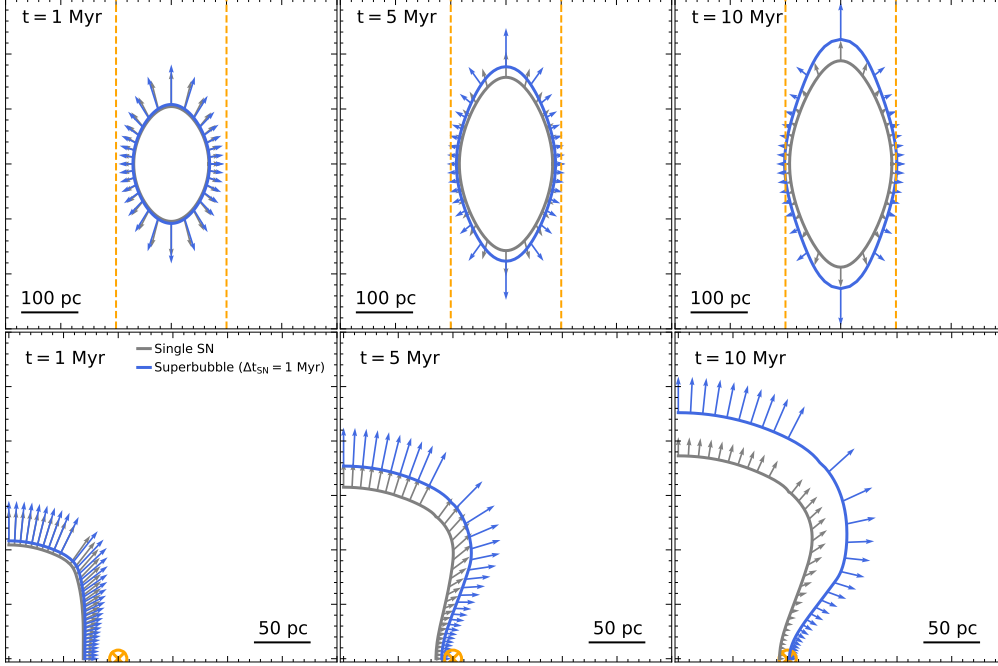 t = 1 Myr
t = 5 Myr
t = 10 Myr
100 pc
100 pc
100 pc
t = 1 Myr
Single SN
Superbubble (Δt_SN = 1 Myr)
t = 5 Myr
t = 10 Myr
50 pc
50 pc
50 pc